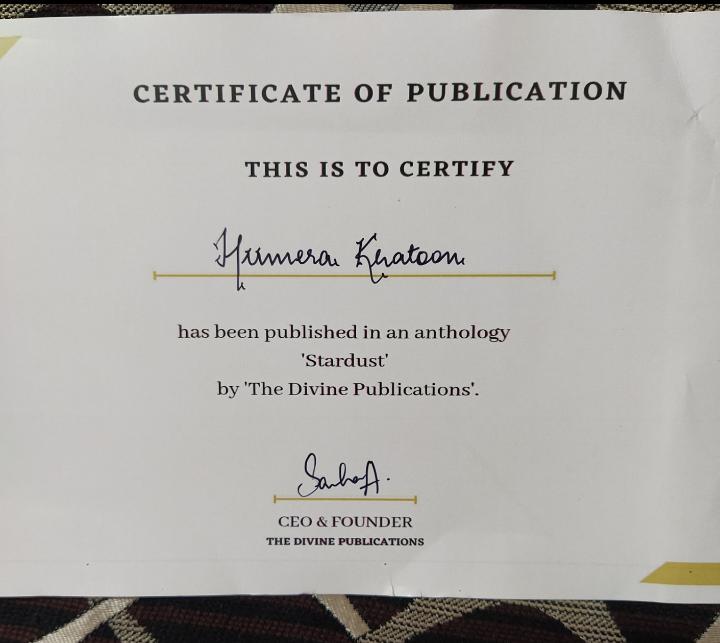 CERTIFICATE OF PUBLICATION
THIS IS TO CERTIFY
Humera Khatoon
has been published in an anthology
'Stardust'
by 'The Divine Publications'.
CEO & FOUNDER
THE DIVINE PUBLICATIONS